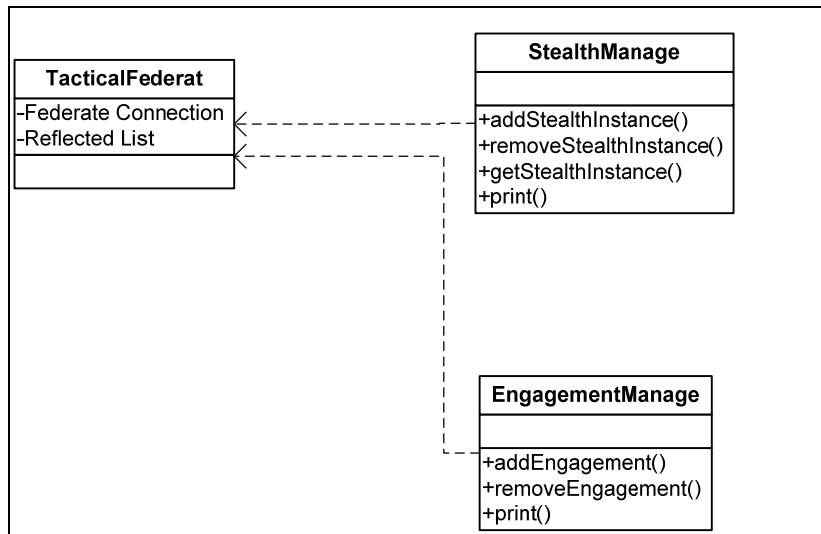 TacticalFederat
-Federate Connection
-Reflected List
StealthManage
+addStealthInstance()
+removeStealthInstance()
+getStealthInstance()
+print()
EngagementManage
+addEngagement()
+removeEngagement()
+print()